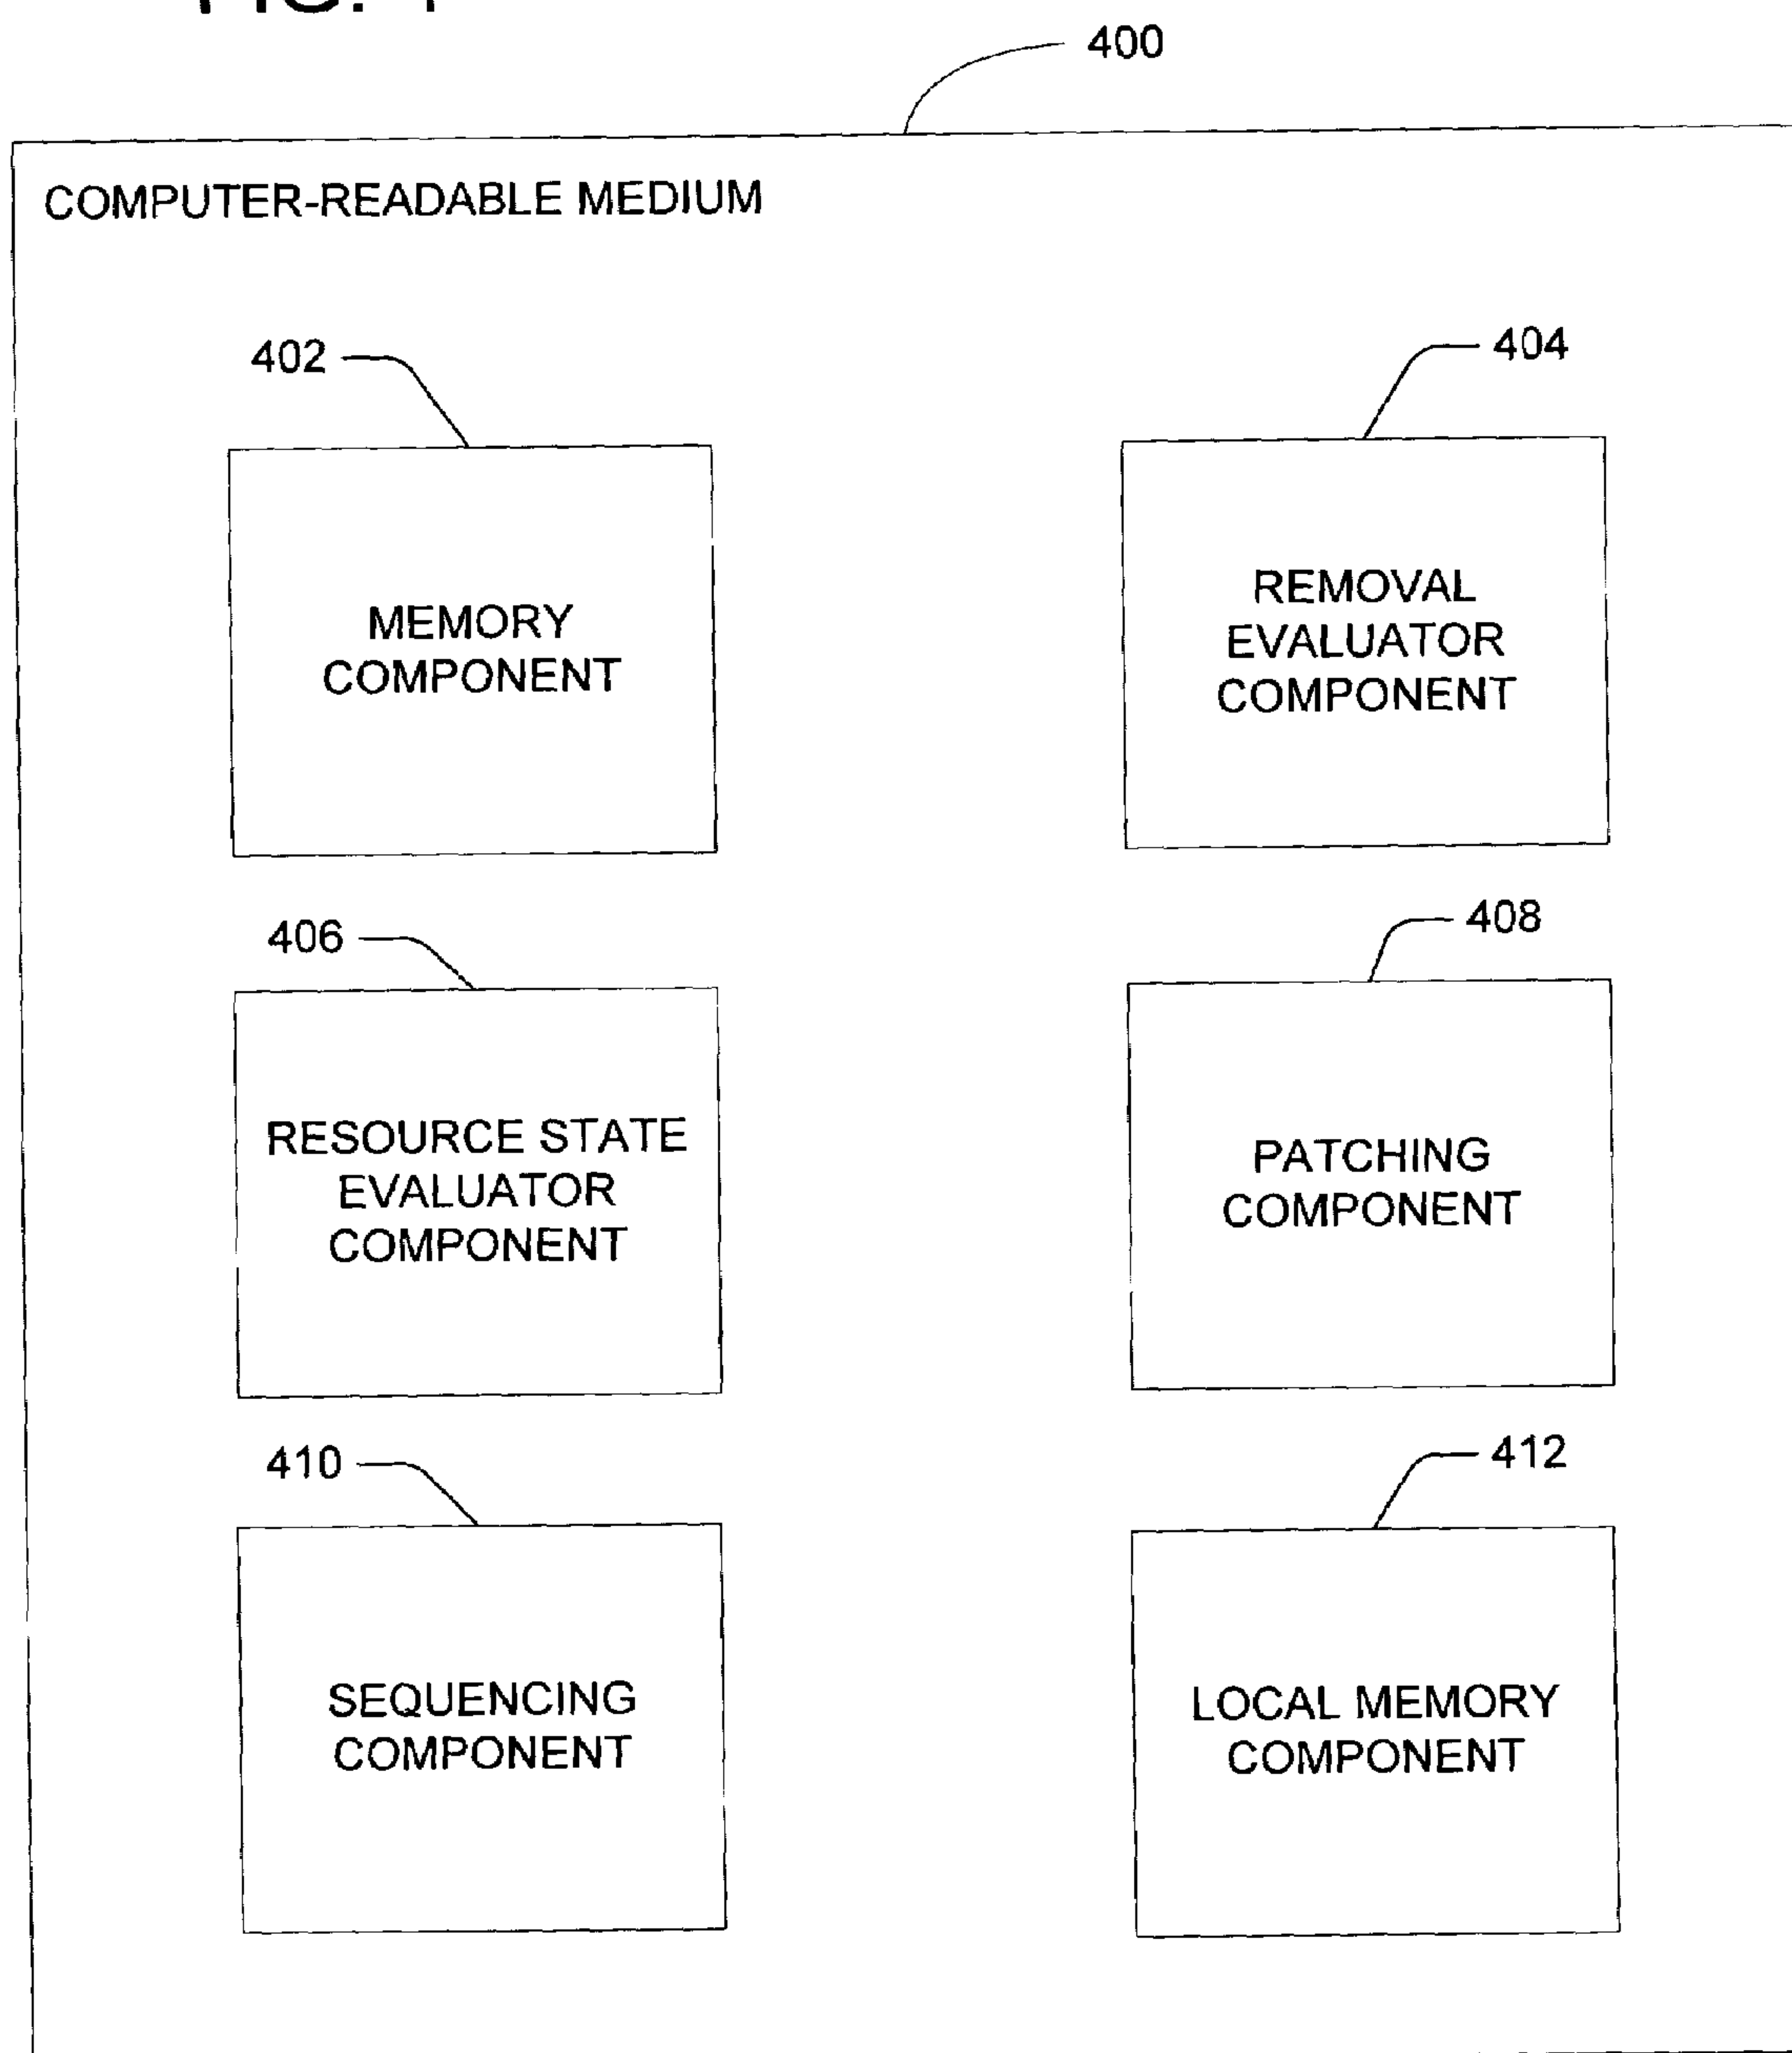 400
COMPUTER-READABLE MEDIUM
402
404
MEMORY
COMPONENT
REMOVAL
EVALUATOR
COMPONENT
406
408
RESOURCE STATE
EVALUATOR
COMPONENT
PATCHING
COMPONENT
410
412
SEQUENCING
COMPONENT
LOCAL MEMORY
COMPONENT